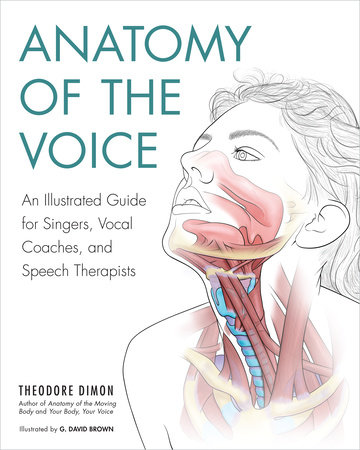 ANATOMY
OF THE
VOICE
An Illustrated Guide
for Singers, Vocal
Coaches, and
Speech Therapists
THEODORE DIMON
Author of Anatomy of the Moving
Body and Your Body, Your Voice
Illustrated by G. DAVID BROWN